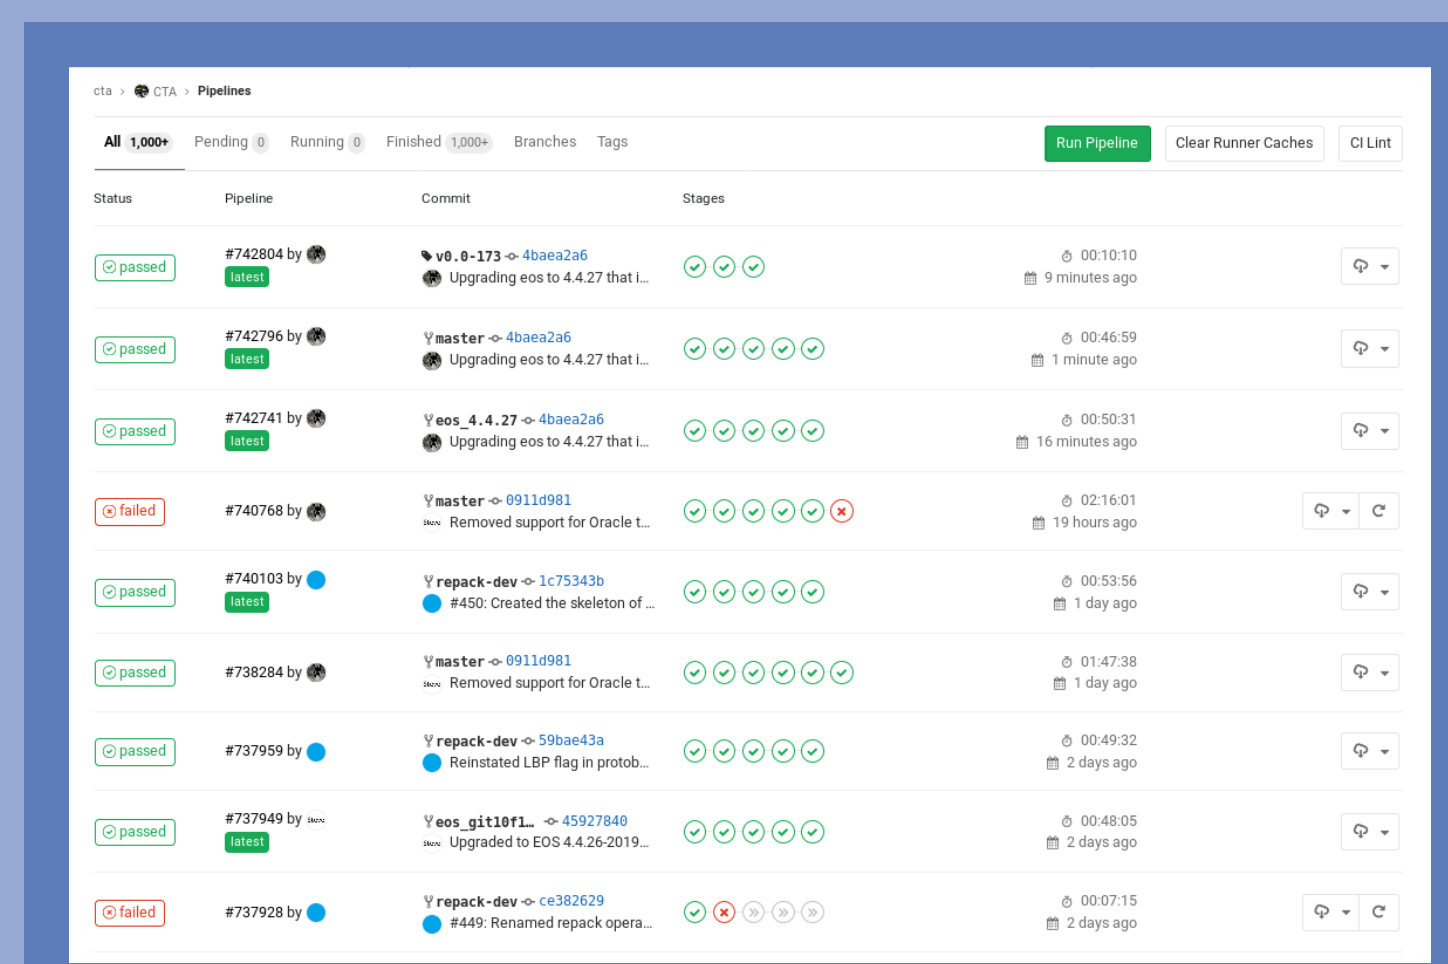 cta > CTA > Pipelines
All 1,000+ Pending 0 Running 0 Finished 1,000+ Branches Tags Run Pipeline Clear Runner Caches CI Lint
Status Pipeline Commit Stages
#742804 by v0.0-173 4baea2a6 00:10:10
passed
latest Upgrading eos to 4.4.27 that i... 9 minutes ago
#742796 by master 4baea2a6 00:46:59
passed
latest Upgrading eos to 4.4.27 that i... 1 minute ago
#742741 by eos_4.4.27 4baea2a6 00:50:31
passed
latest Upgrading eos to 4.4.27 that i... 16 minutes ago
master 0911d981 02:16:01
failed #740768 by
Steve Removed support for Oracle t... 19 hours ago
#740103 by repack-dev 1c75343b 00:53:56
passed
latest #450: Created the skeleton of ... 1 day ago
master 0911d981 01:47:38
passed #738284 by
Steve Removed support for Oracle t... 1 day ago
repack-dev 59bae43a 00:49:32
passed #737959 by
Reinstated LBP flag in protob... 2 days ago
#737949 by Steve eos_git10f1... 45927840 00:48:05
passed
latest Steve Upgraded to EOS 4.4.26-2019... 2 days ago
repack-dev ce382629 00:07:15
failed #737928 by
#449: Renamed repack opera... 2 days ago